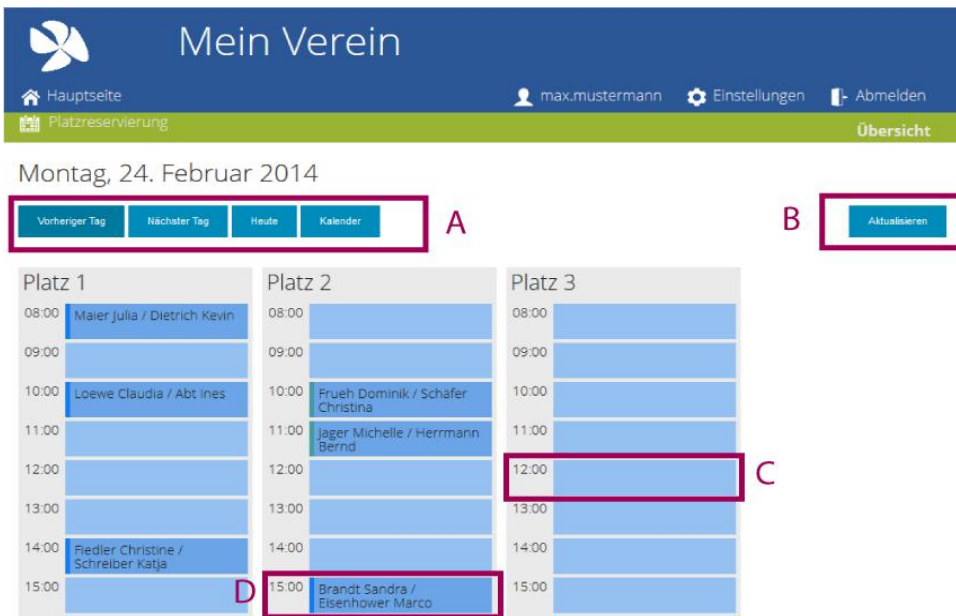 Mein Verein
Hauptseite
max.mustermann
Einstellungen
Abmelden
Platzreservierung
Übersicht
Montag, 24. Februar 2014
Vorheriger Tag
Nächster Tag
Heute
Kalender
A
B
Aktualisieren
Platz 1
08:00 Maier Julia / Dietrich Kevin
09:00
10:00 Loewe Claudia / Abt Ines
11:00
12:00
13:00
14:00 Fiedler Christine /
Schreiber Katja
15:00
Platz 2
08:00
09:00
10:00 Frueh Dominik / Schäfer
Christina
11:00 Jager Michelle / Herrmann
Bernd
12:00
13:00
14:00
D
15:00 Brandt Sandra /
Eisenhower Marco
Platz 3
08:00
09:00
10:00
11:00
12:00
C
13:00
14:00
15:00